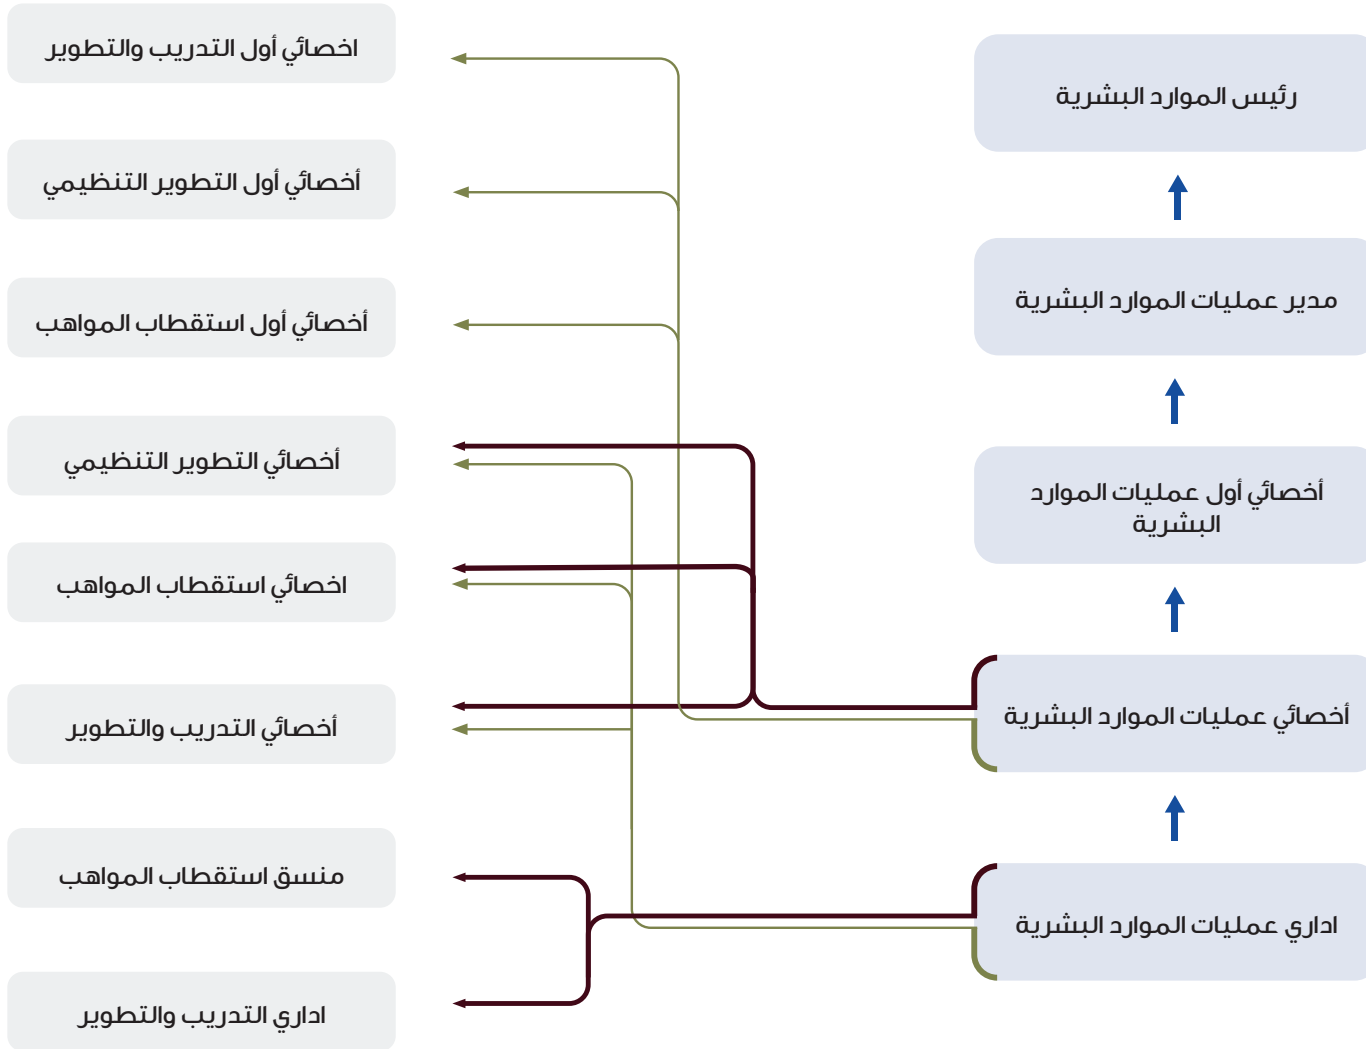 رئيس الموارد البشرية
مدير عمليات الموارد البشرية
أخصائي أول عمليات الموارد
البشرية
أخصائي عمليات الموارد البشرية
اداري عمليات الموارد البشرية
اخصائي أول التدريب والتطوير
أخصائي أول التطوير التنظيمي
أخصائي أول استقطاب المواهب
أخصائي التطوير التنظيمي
اخصائي استقطاب المواهب
أخصائي التدريب والتطوير
منسق استقطاب المواهب
اداري التدريب والتطوير